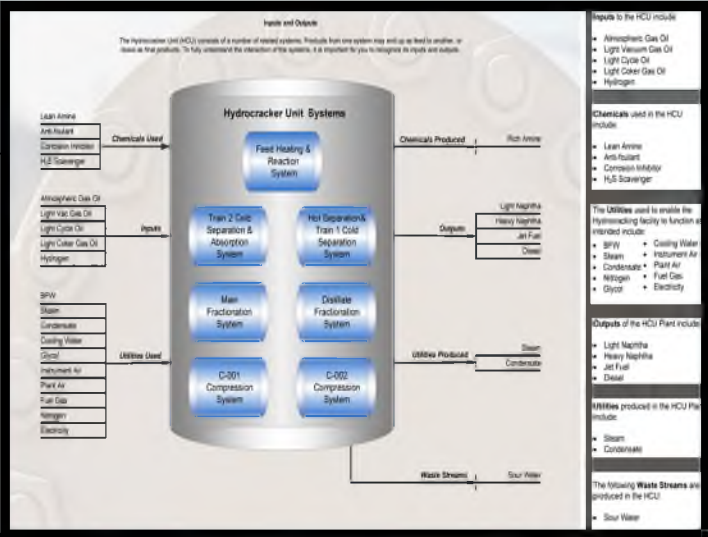 Inputs and Outputs
The Hydrocracker Unit (HCU) consists of a number of related systems. Products from one system may end up as feed to another, or
leave as final products. To fully understand the interaction of the systems, it is important for you to recognize its inputs and outputs.
Hydrocracker Unit Systems
Feed Heating &
Reaction
System
Train 2 Cold
Separation &
Absorption
System
Hot Separation&
Train 1 Cold
Separation
System
Main
Fractionation
System
Distillate
Fractionation
System
C-001
Compression
System
C-002
Compression
System
Lean Amine
Anti-foulant
Corrosion Inhibitor
H₂S Scavenger
Chemicals Used
Atmospheric Gas Oil
Light Vac Gas Oil
Light Cycle Oil
Light Coker Gas Oil
Hydrogen
Inputs
BFW
Steam
Condensate
Cooling Water
Glycol
Instrument Air
Plant Air
Fuel Gas
Nitrogen
Electricity
Utilities Used
Chemicals Produced
Rich Amine
Outputs
Light Naphtha
Heavy Naphtha
Jet Fuel
Diesel
Utilities Produced
Steam
Condensate
Waste Streams
Sour Water
Inputs to the HCU include
• Atmospheric Gas Oil
• Light Vacuum Gas Oil
• Light Cycle Oil
• Light Coker Gas Oil
• Hydrogen
Chemicals used in the HCU
include:
• Lean Amine
• Anti-foulant
• Corrosion Inhibitor
• H₂S Scavenger
The Utilities used to enable the
Hydrocracking facility to function as
intended include:
• BFW
• Steam
• Condensate
• Nitrogen
• Glycol
• Cooling Water
• Instrument Air
• Plant Air
• Fuel Gas
• Electricity
Outputs of the HCU Plant include
• Light Naphtha
• Heavy Naphtha
• Jet Fuel
• Diesel
Utilities produced in the HCU Pla
include:
• Steam
• Condensate
The following Waste Streams are
produced in the HCU:
• Sour Water